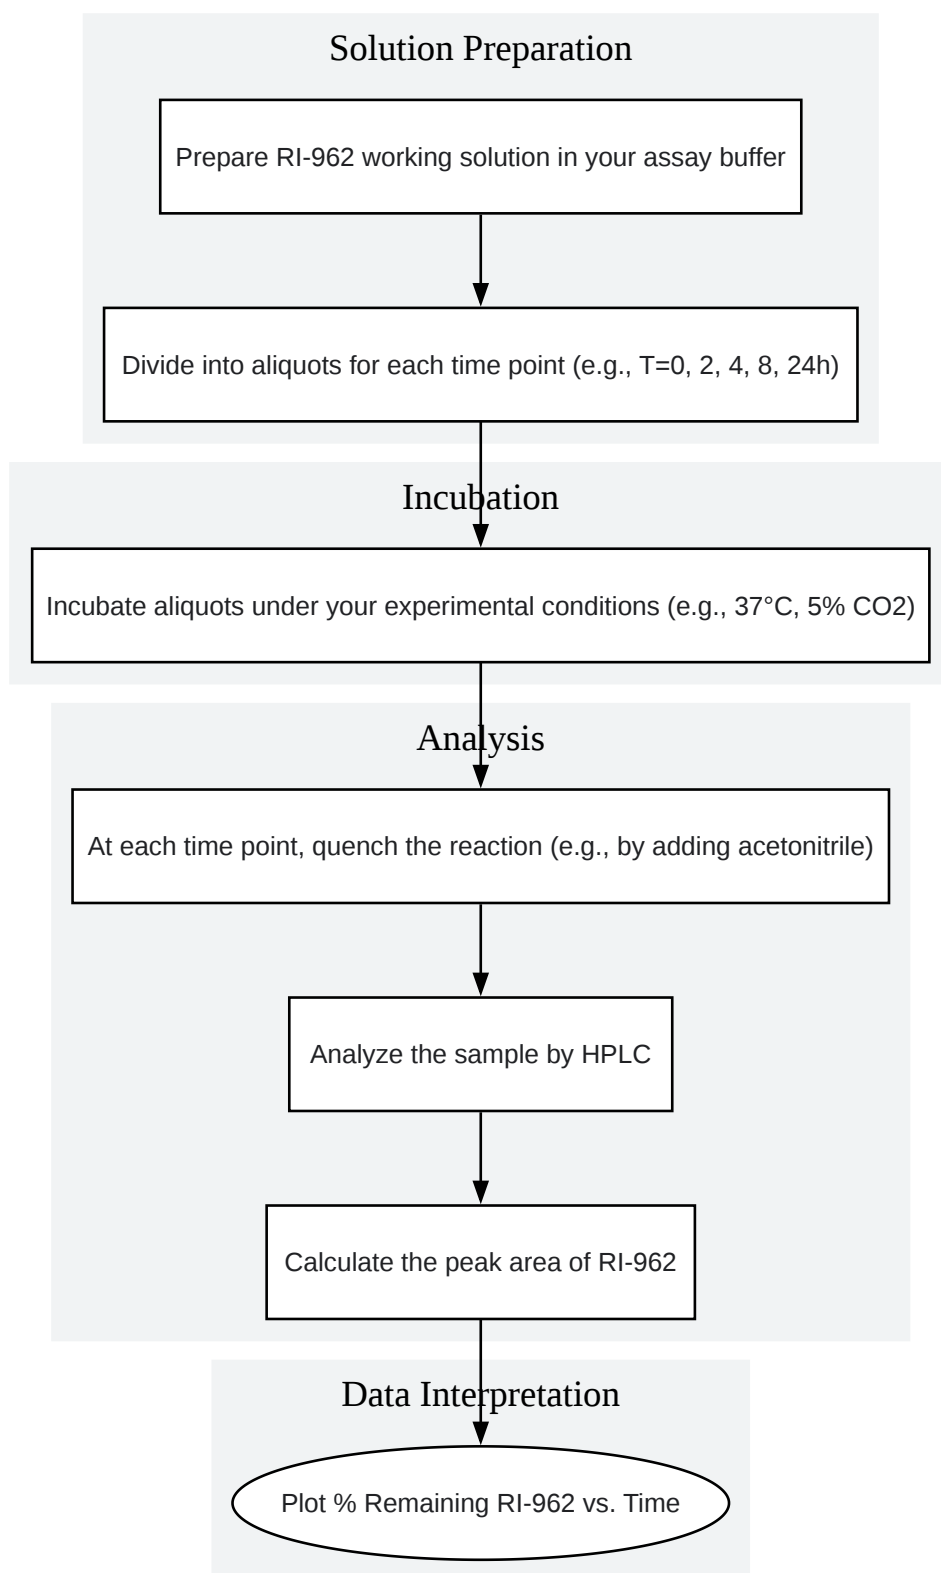 Solution Preparation
Prepare RI-962 working solution in your assay buffer
Divide into aliquots for each time point (e.g., T=0, 2, 4, 8, 24h)
Incubation
Incubate aliquots under your experimental conditions (e.g., 37°C, 5% CO2)
Analysis
At each time point, quench the reaction (e.g., by adding acetonitrile)
Analyze the sample by HPLC
Calculate the peak area of RI-962
Data Interpretation
Plot % Remaining RI-962 vs. Time